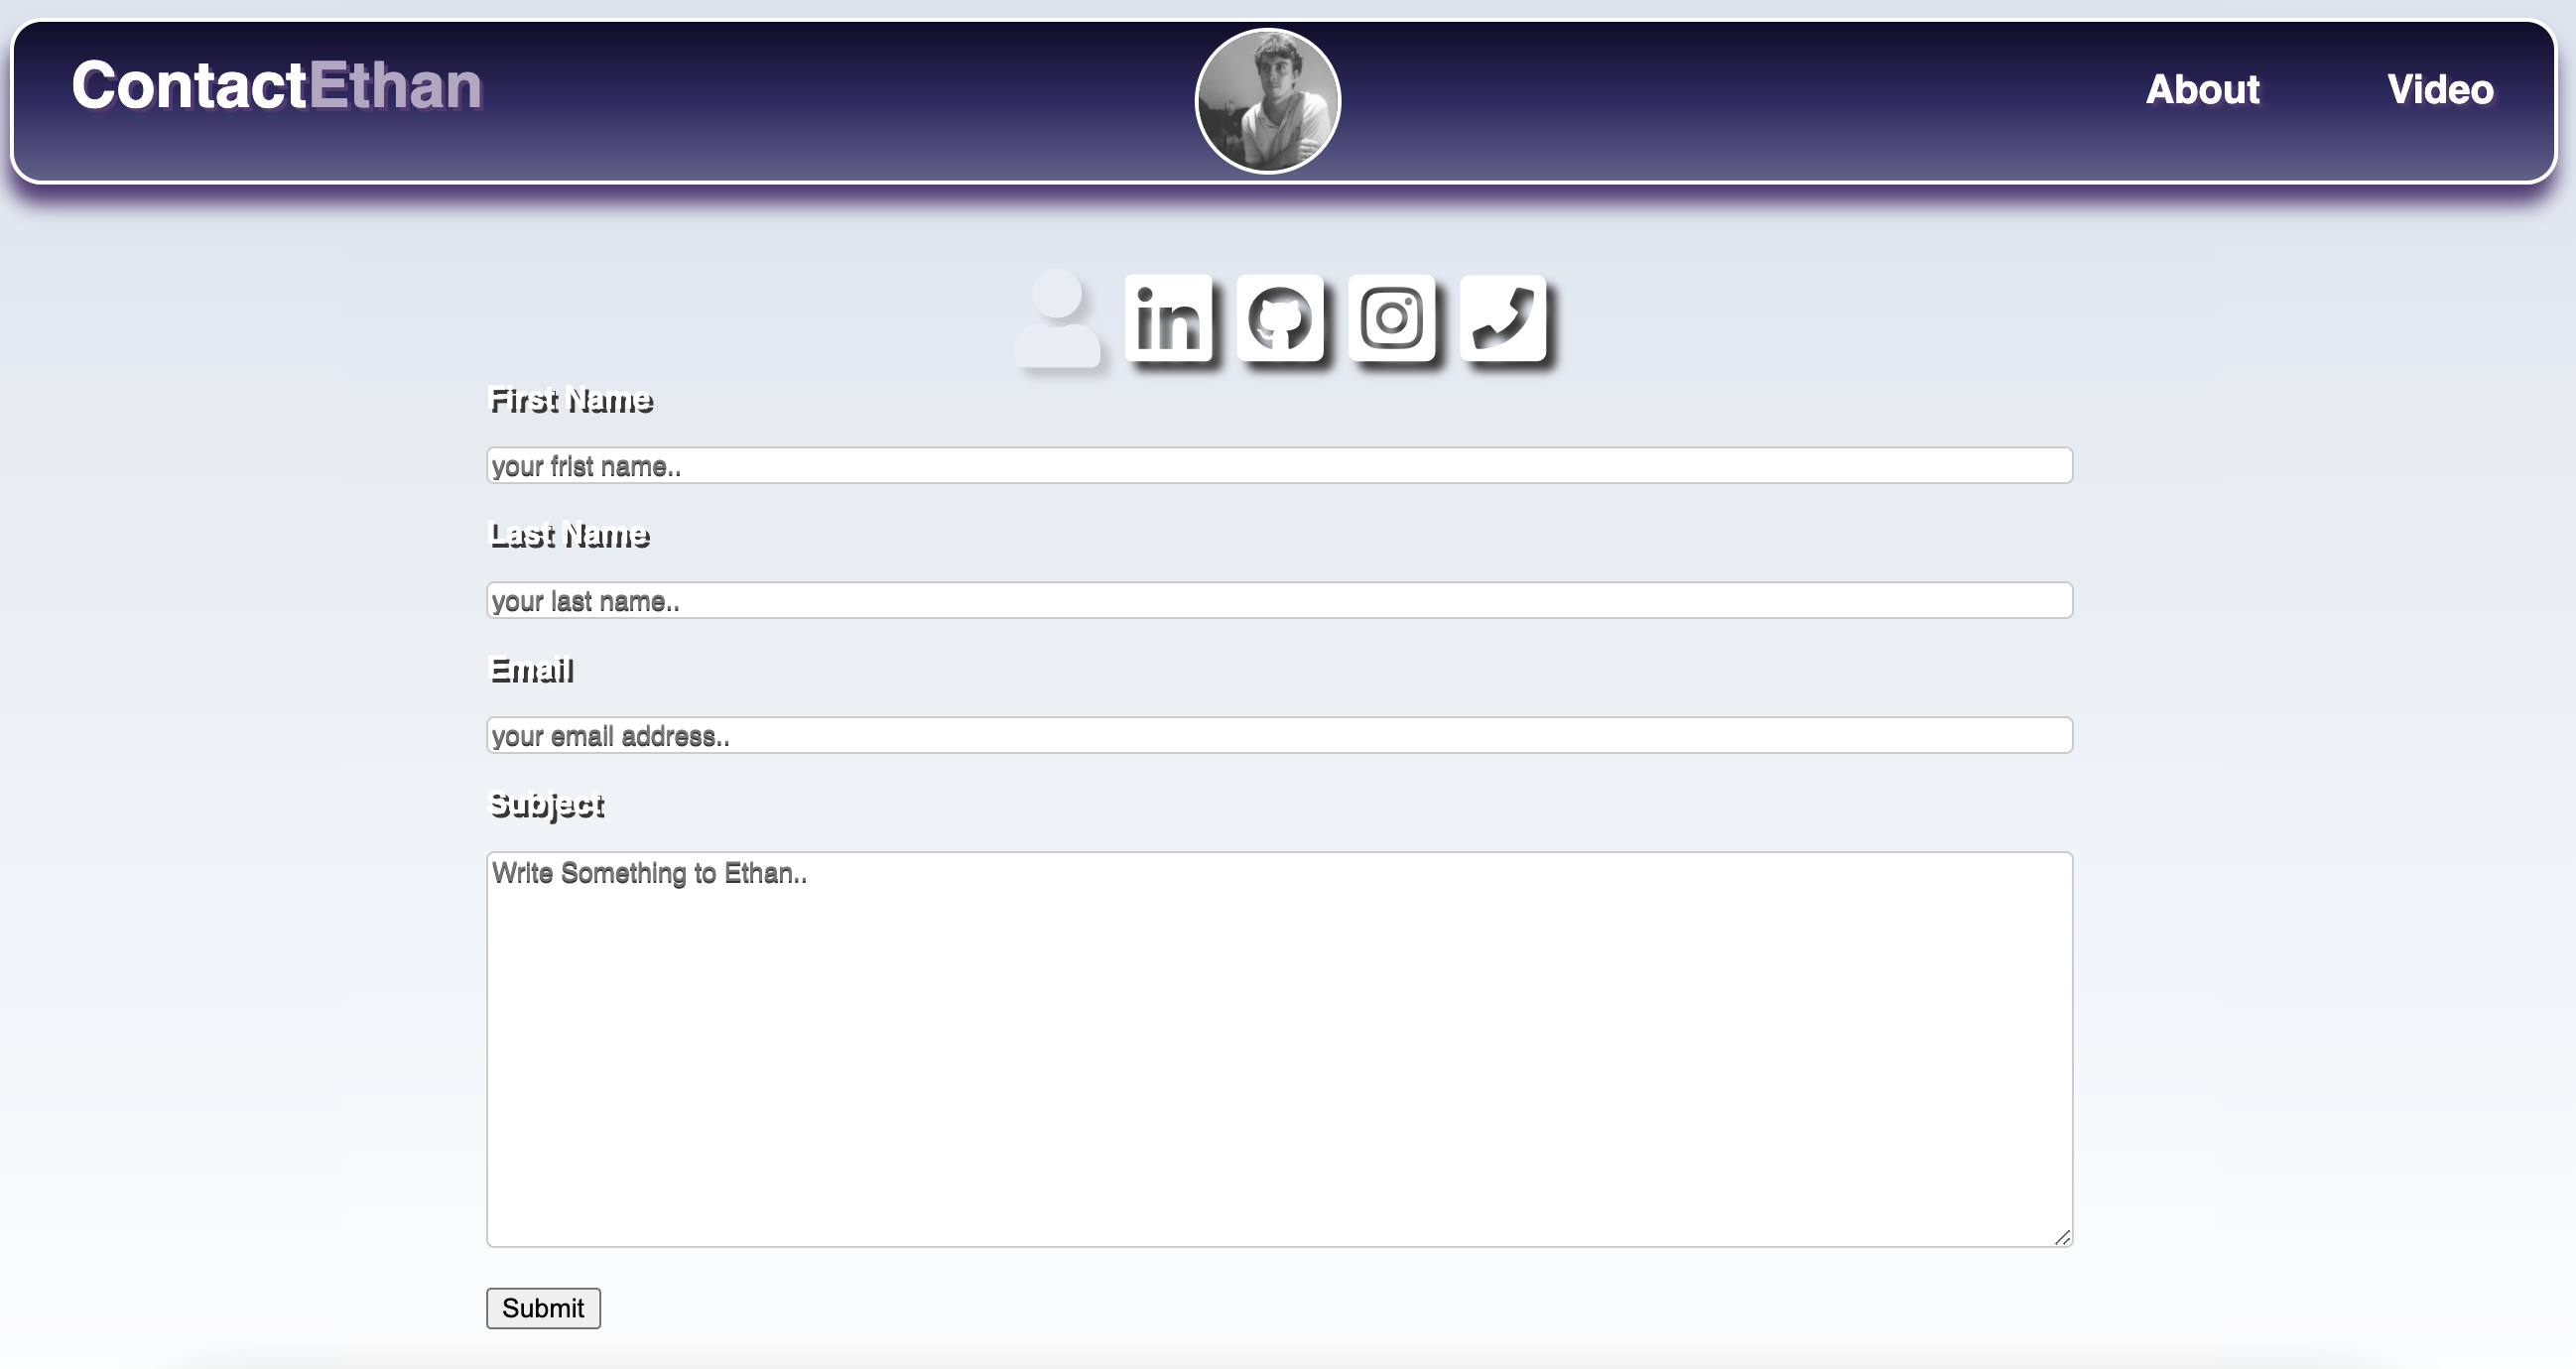 ContactEthan
About
Video
in
First Name
your frist name..
Last Name
your last name..
Email
your email address..
Subject
Write Something to Ethan..
Submit